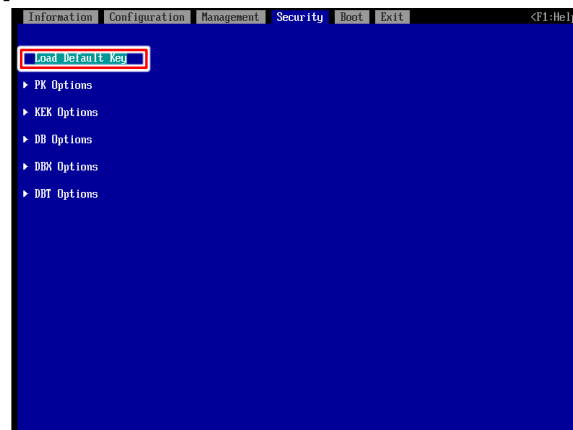 Information Configuration Management Security Boot Exit <F1:Help
Load Default Key
PK Options
KEK Options
DB Options
DBX Options
DBT Options